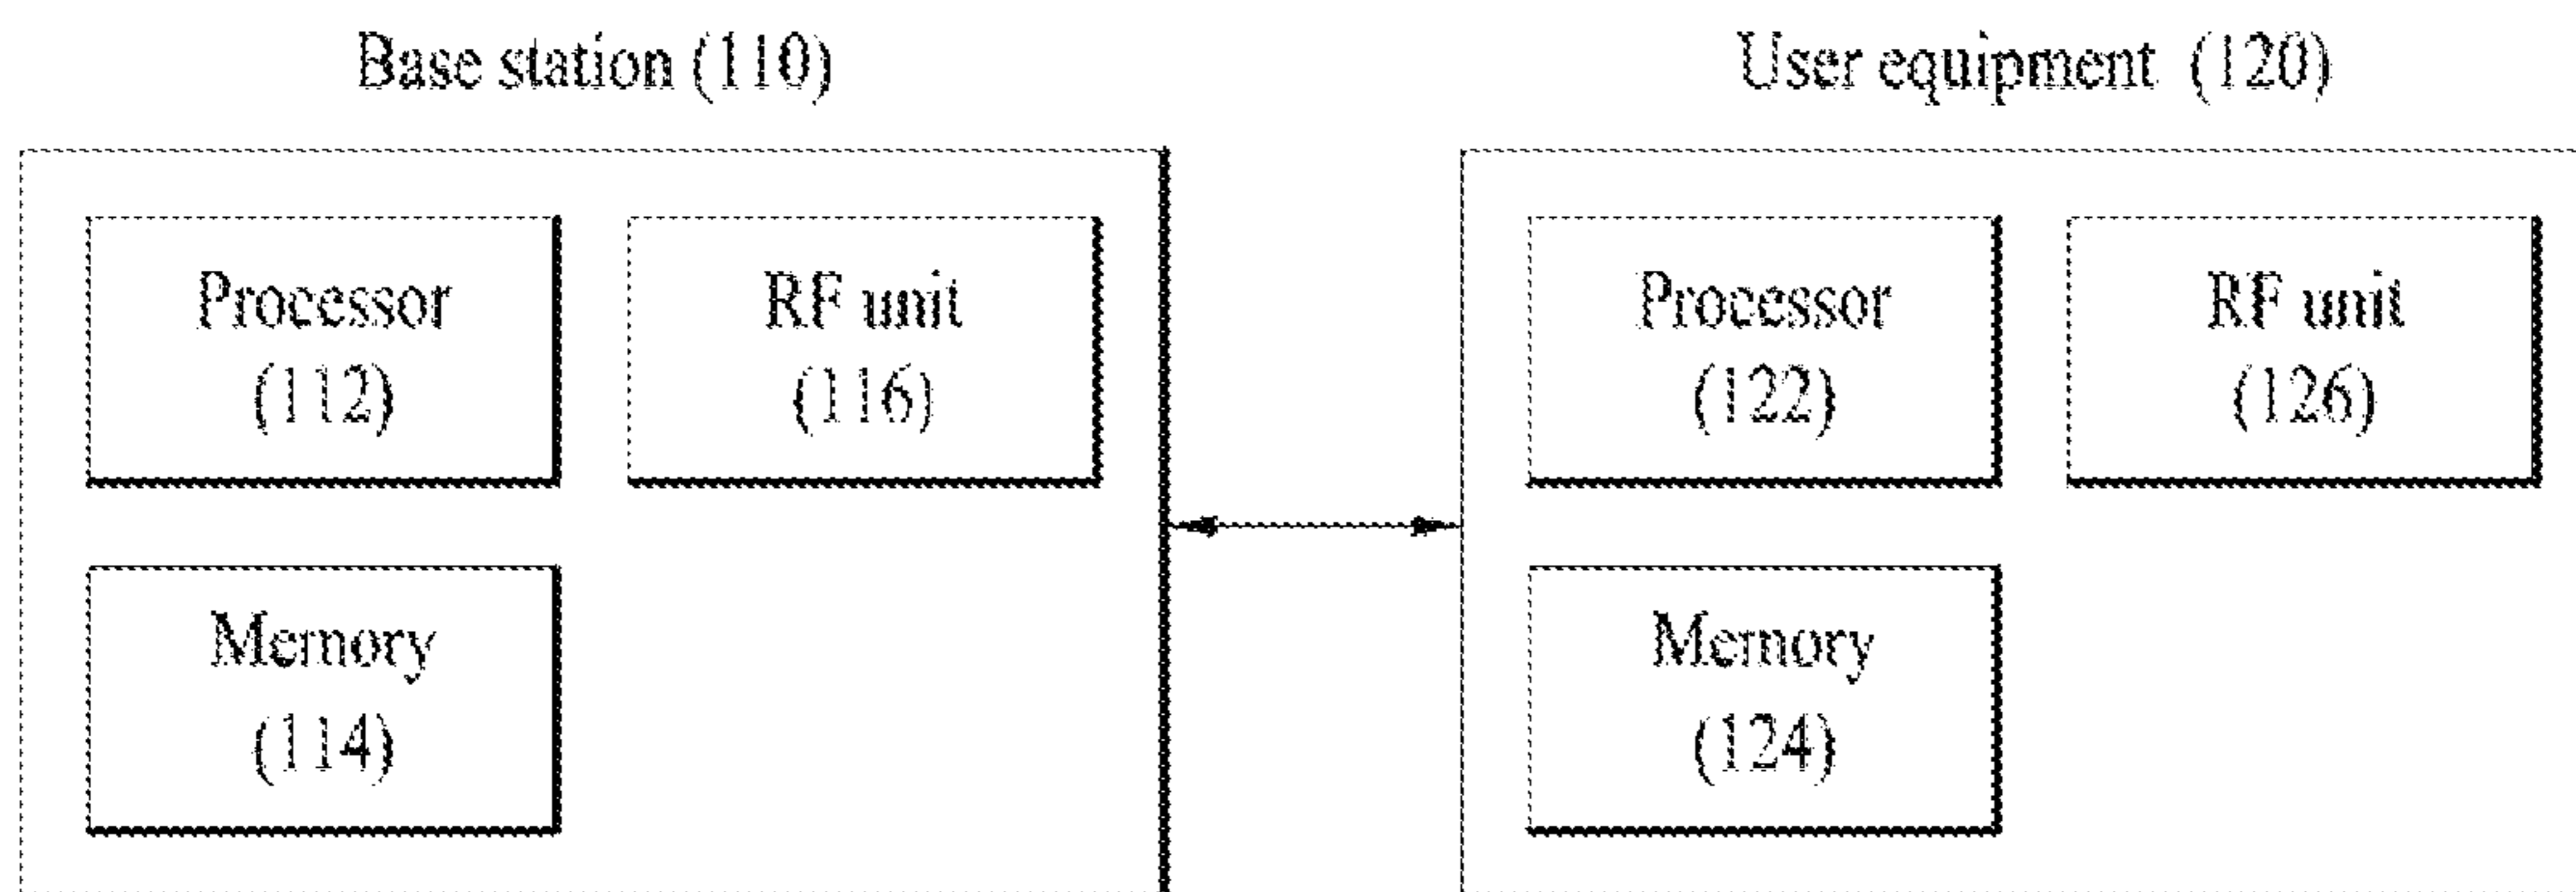 Base station (110)
User equipment (120)
Processor
(112)
RF unit
(116)
Memory
(114)
Processor
(122)
RF unit
(126)
Memory
(124)